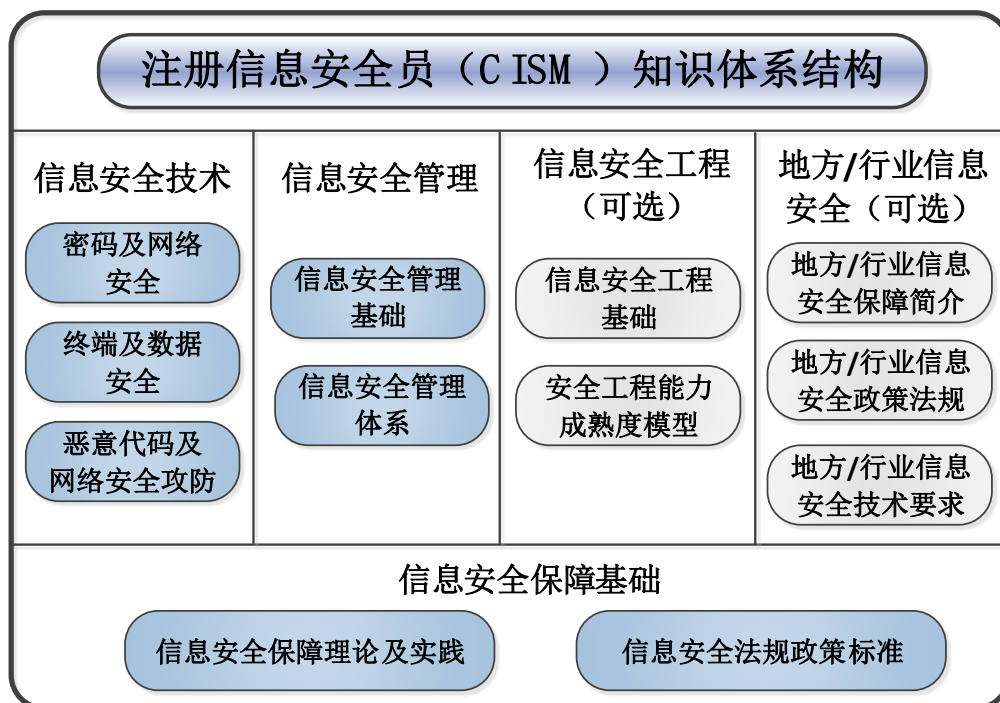 注册信息安全员（CISM）知识体系结构
信息安全技术
密码及网络
安全
终端及数据
安全
恶意代码及
网络安全攻防
信息安全管理
信息安全管理
基础
信息安全管理
体系
信息安全工程
（可选）
信息安全工程
基础
安全工程能力
成熟度模型
地方/行业信息
安全（可选）
地方/行业信息
安全保障简介
地方/行业信息
安全政策法规
地方/行业信息
安全技术要求
信息安全保障基础
信息安全保障理论及实践
信息安全法规政策标准